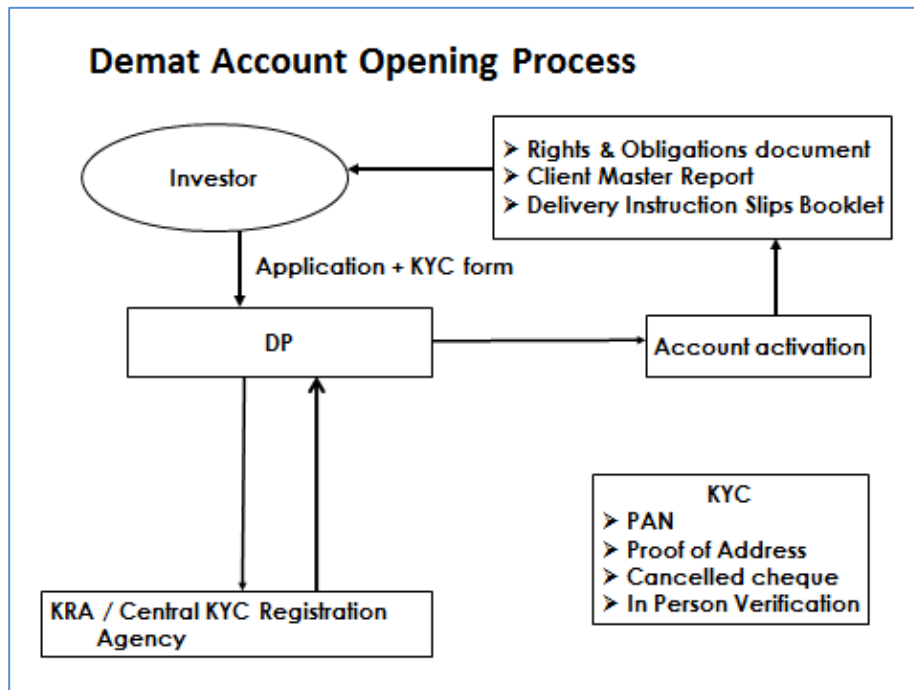 Demat Account Opening Process
Investor
➢ Rights & Obligations document
➢ Client Master Report
➢ Delivery Instruction Slips Booklet
Application + KYC form
DP
Account activation
KYC
➢ PAN
➢ Proof of Address
➢ Cancelled cheque
➢ In Person Verification
KRA / Central KYC Registration
Agency